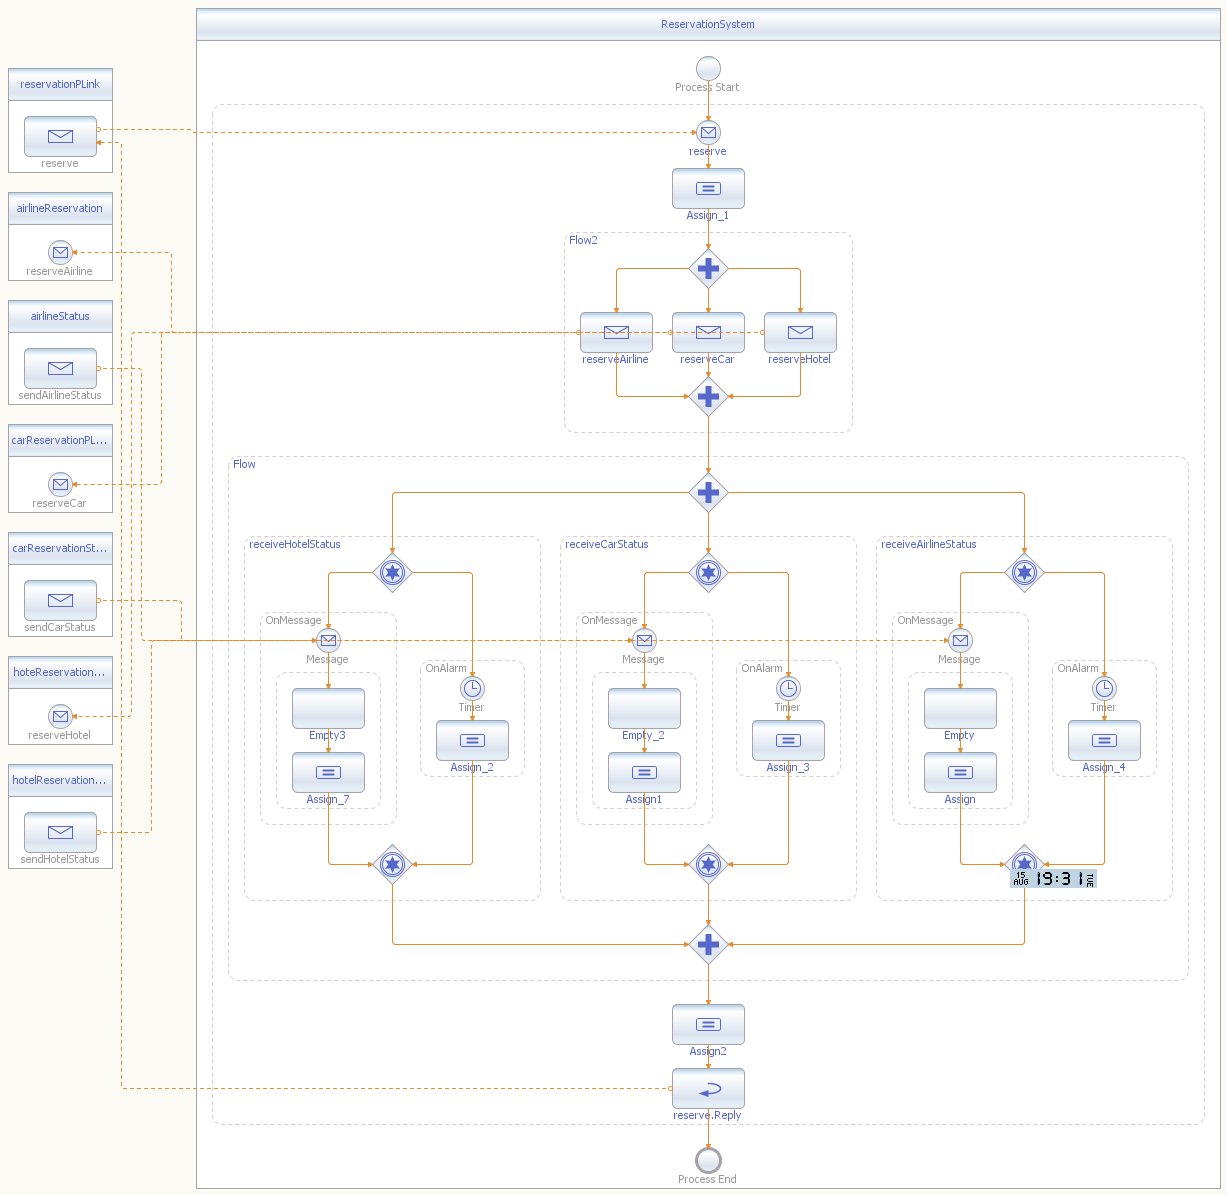 ReservationSystem
reservationPLink
reserve
airlineReservation
reserveAirline
airlineStatus
sendAirlineStatus
carReservationPL...
reserveCar
carReservationSt...
sendCarStatus
hoteReservation...
reserveHotel
hotelReservation...
sendHotelStatus
Process Start
reserve
Assign_1
Flow2
reserveAirline
reserveCar
reserveHotel
Flow
receiveHotelStatus
OnMessage
Message
Empty3
Assign_7
OnAlarm
Timer
Assign_2
receiveCarStatus
OnMessage
Message
Empty_2
Assign1
OnAlarm
Timer
Assign_3
receiveAirlineStatus
OnMessage
Message
Empty
Assign
OnAlarm
Timer
Assign_4
15 AUG 19:31 TUE
Assign2
reserve.Reply
Process End